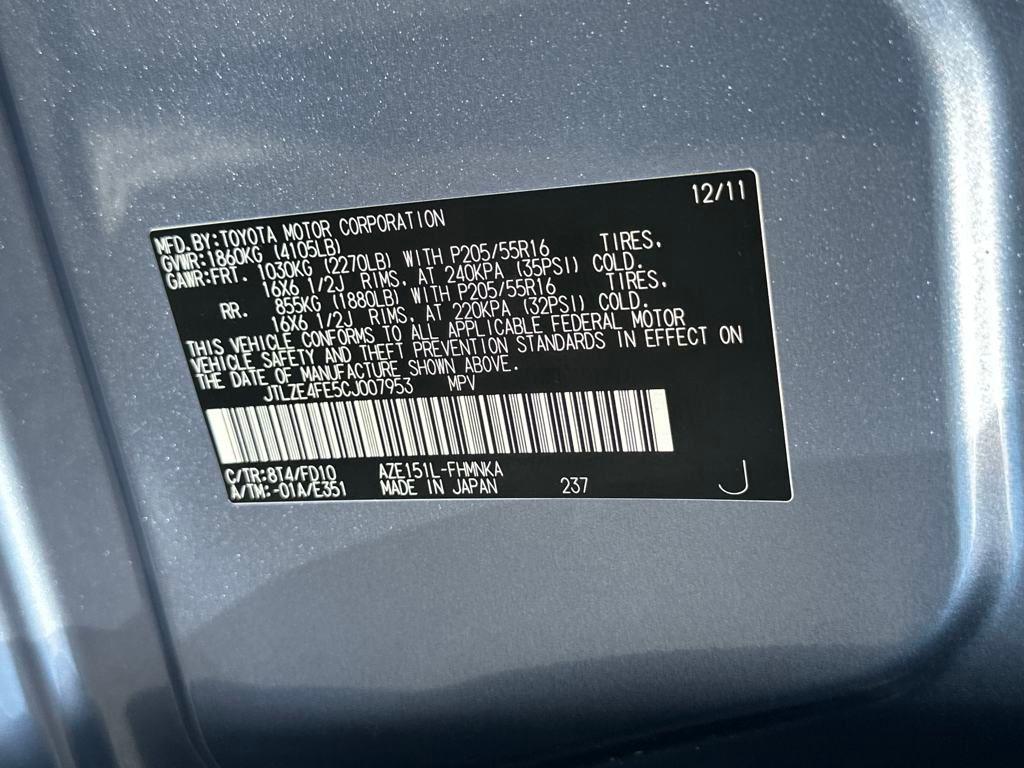 12/11
MFD.BY:TOYOTA MOTOR CORPORATION
GVWR:1860KG (4105LB)
GAWR:FRT. 1030KG (2270LB) WITH P205/55R16 TIRES,
16X6 1/2J RIMS, AT 240KPA (35PSI) COLD.
RR. 855KG (1880LB) WITH P205/55R16 TIRES,
16X6 1/2J RIMS, AT 220KPA (32PSI) COLD.
THIS VEHICLE CONFORMS TO ALL APPLICABLE FEDERAL MOTOR
VEHICLE SAFETY AND THEFT PREVENTION STANDARDS IN EFFECT ON
THE DATE OF MANUFACTURE SHOWN ABOVE.
JTLZE4FE5CJ007953 MPV
C/TR:8T4/FD10 AZE151L-FHMNKA
A/TM:-01A/E351 MADE IN JAPAN 237 J